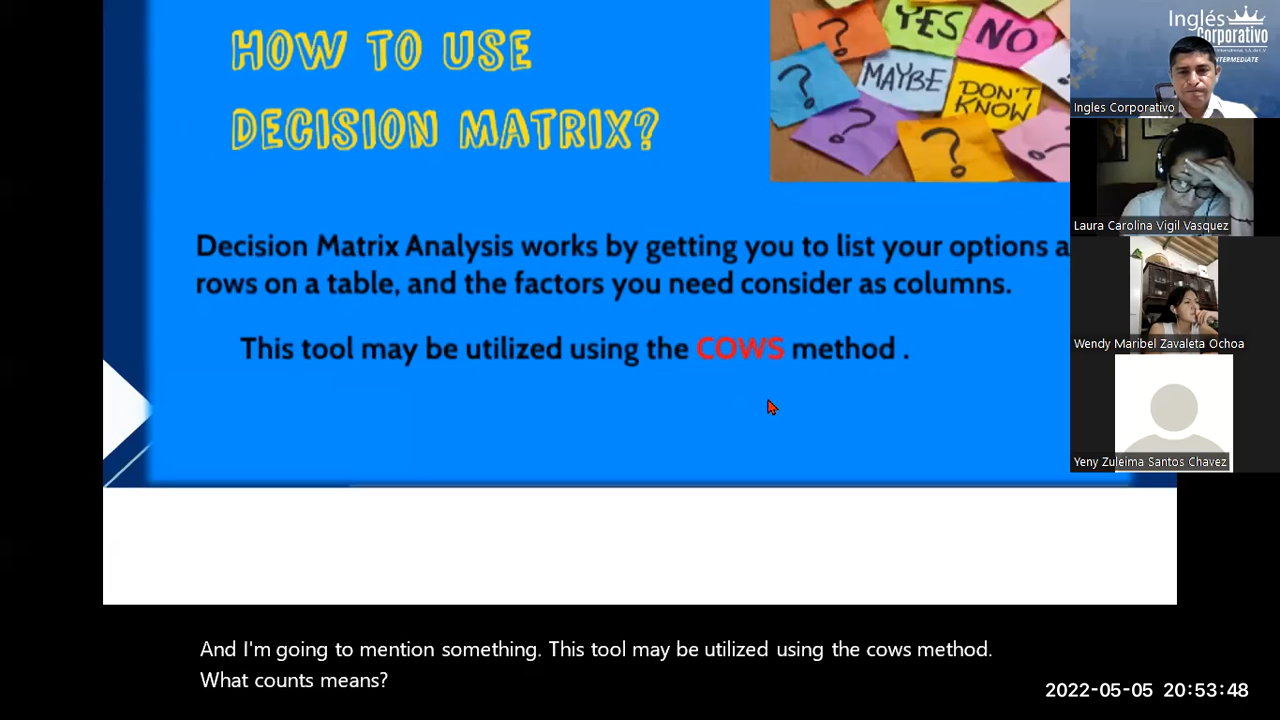 HOW TO USE
DECISION MATRIX?
?
YES
NO
?
MAYBE
DON'T
KNOW
?
?
?
Decision Matrix Analysis works by getting you to list your options a
rows on a table, and the factors you need consider as columns.
This tool may be utilized using the COWS method .
Inglés
Corporativo
INTERMEDIATE
Ingles Corporativo
Laura Carolina Vigil Vasquez
Wendy Maribel Zavaleta Ochoa
Yeny Zuleima Santos Chavez
And I'm going to mention something. This tool may be utilized using the cows method.
What counts means?
2022-05-05 20:53:48